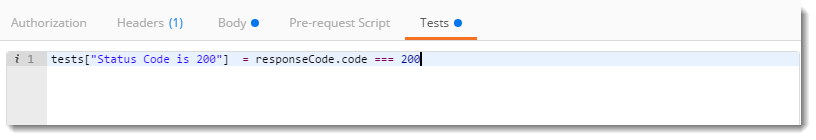 Authorization Headers (1) Body Pre-request Script Tests
i 1 tests["Status Code is 200"]  = responseCode.code === 200